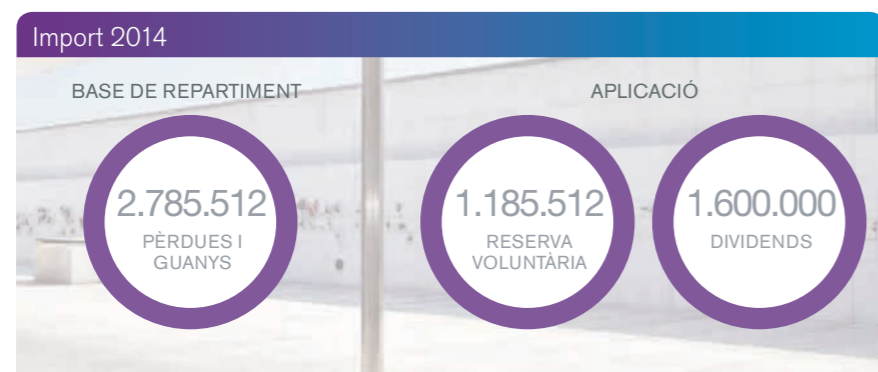 Import 2014
BASE DE REPARTIMENT
2.785.512
PÈRDUES I
GUANYS
APLICACIÓ
1.185.512
RESERVA
VOLUNTÀRIA
1.600.000
DIVIDENDS